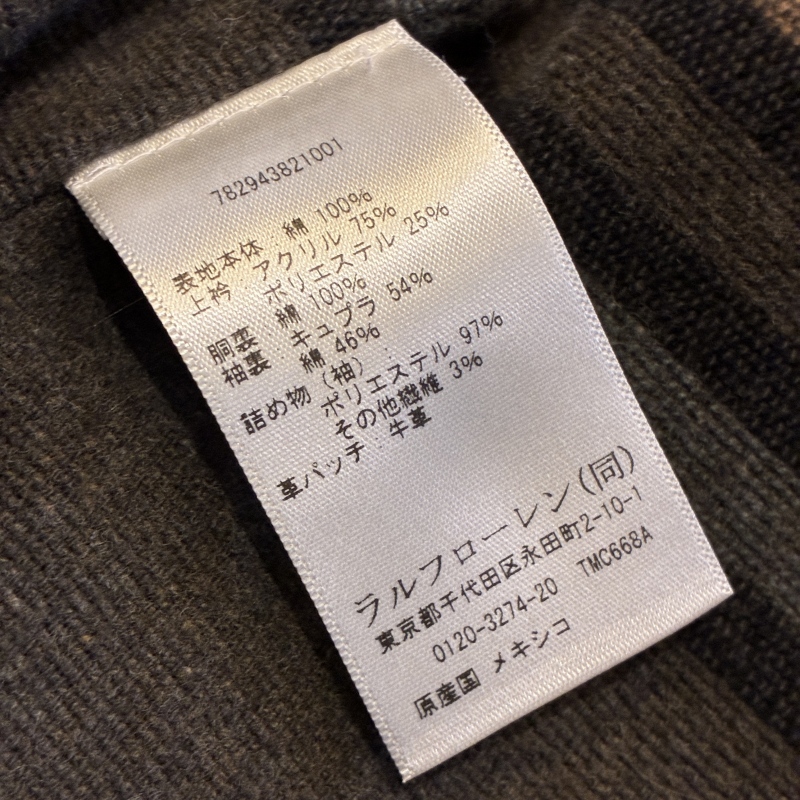 782943821001
表地本体 : 綿 100%
上衿 : アクリル 75%
ポリエステル 25%
胴裏 : 綿 100%
袖裏 : キュプラ 54%
綿 46%
詰め物 (袖) :
ポリエステル 97%
その他繊維 3%
革パッチ : 牛革
ラルフローレン(同)
東京都千代田区永田町2-10-1
0120-3274-20 TMC668A
原産国 メキシコ